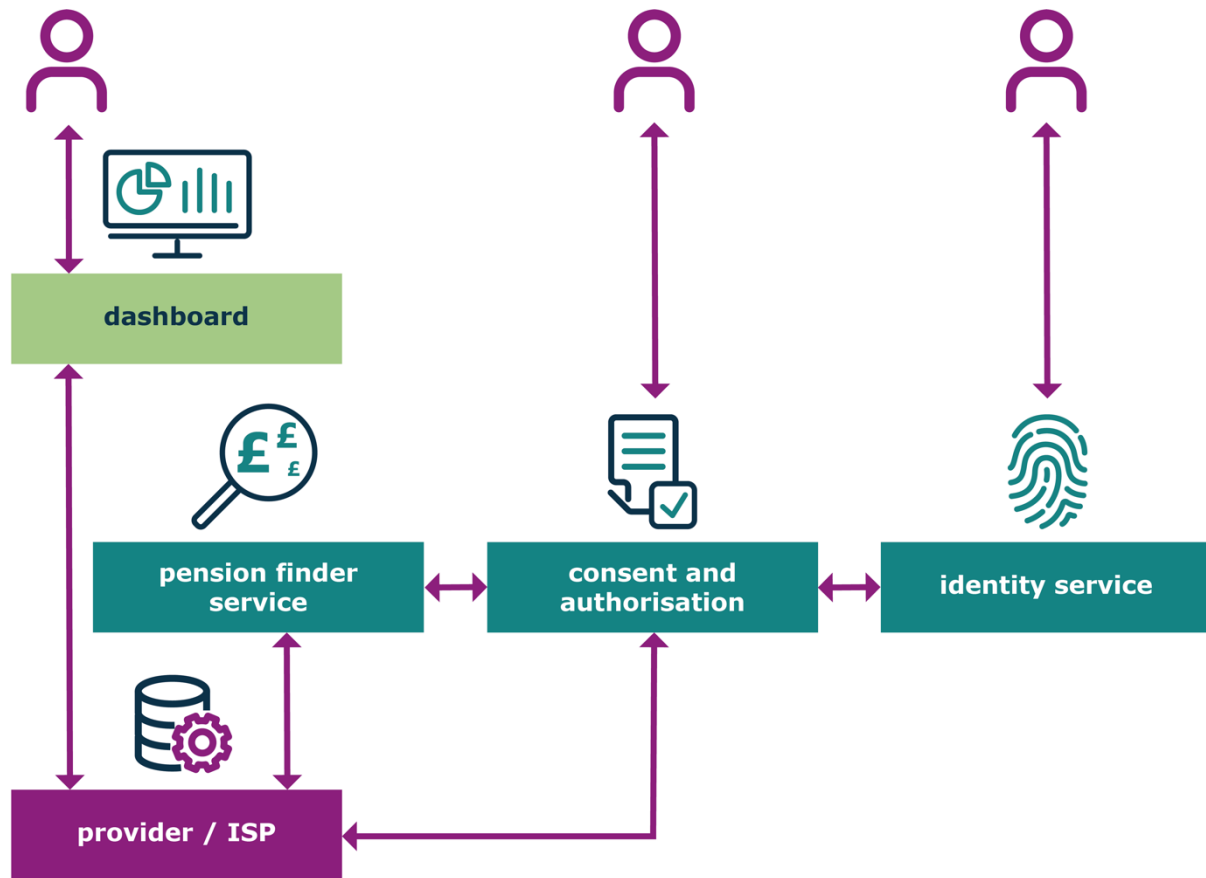 £ £ £
dashboard
pension finder
service
consent and
authorisation
identity service
provider / ISP